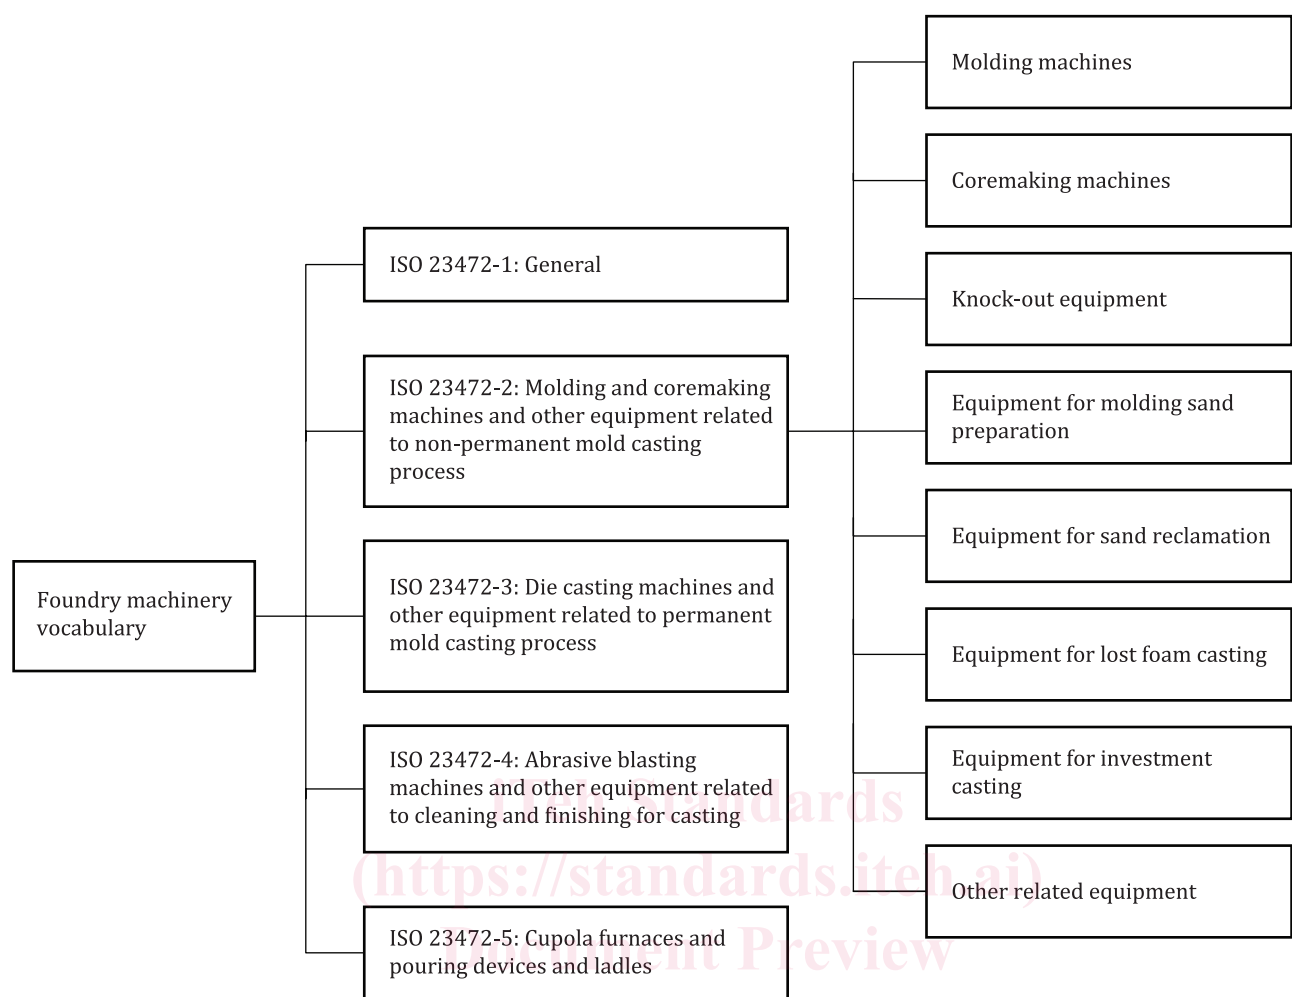 Foundry machinery
vocabulary
ISO 23472-1: General
ISO 23472-2: Molding and coremaking
machines and other equipment related
to non-permanent mold casting
process
ISO 23472-3: Die casting machines and
other equipment related to permanent
mold casting process
ISO 23472-4: Abrasive blasting
machines and other equipment related
to cleaning and finishing for casting
ISO 23472-5: Cupola furnaces and
pouring devices and ladles
Molding machines
Coremaking machines
Knock-out equipment
Equipment for molding sand
preparation
Equipment for sand reclamation
Equipment for lost foam casting
Equipment for investment
casting
Other related equipment
iTeh Standards
(https://standards.iteh.ai)
Document Preview